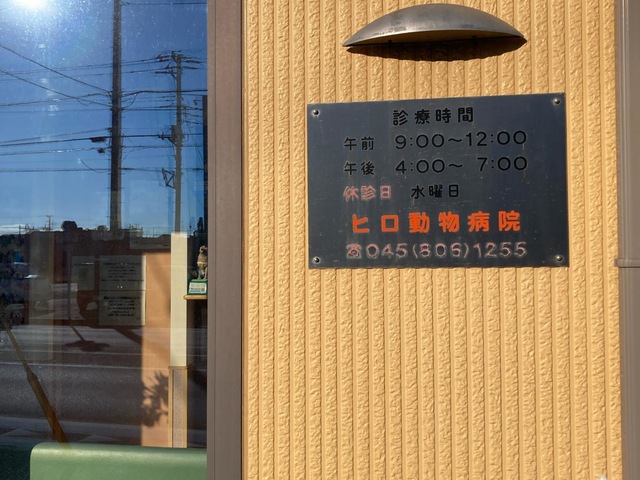 診療時間
午前 9:00～12:00
午後 4:00～ 7:00
休診日 水曜日
ヒロ動物病院
☎045(806)1255